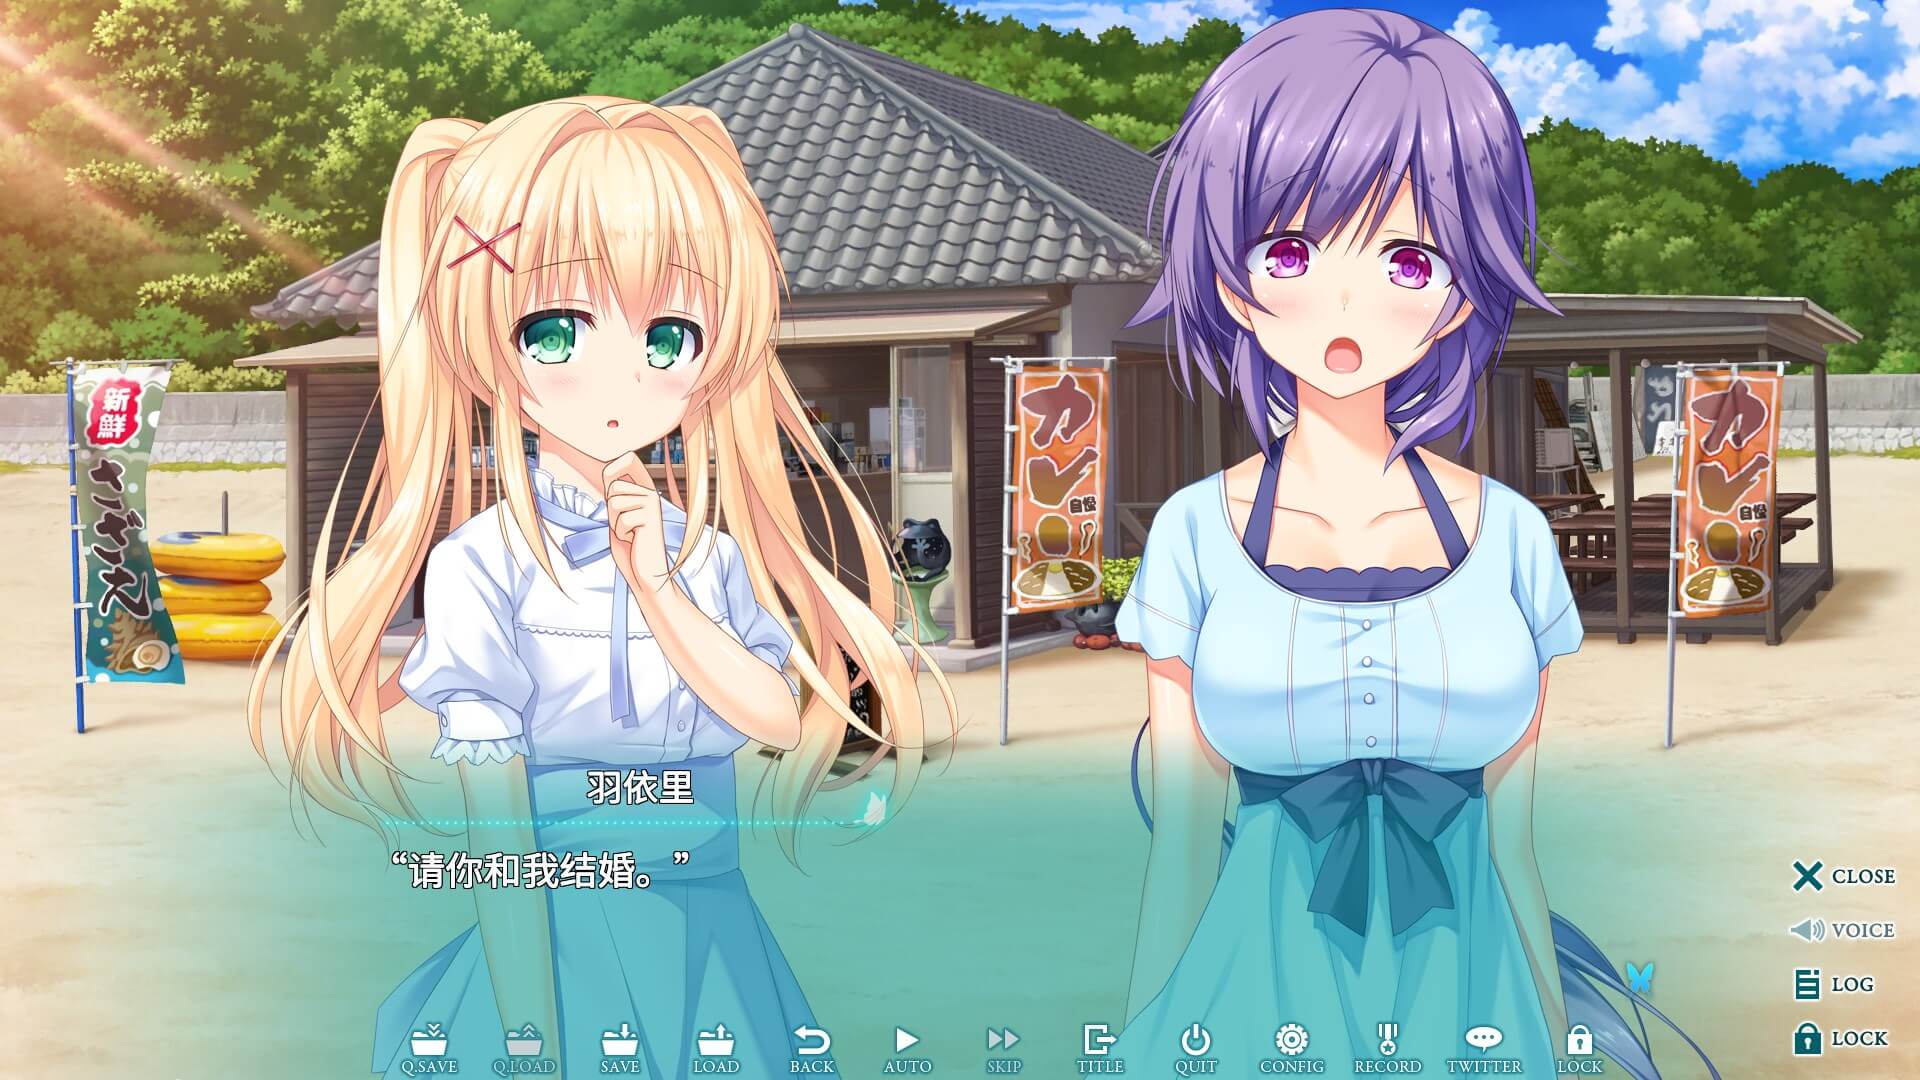 新鮮
さざえ
カレー
自慢
カレー
自慢
羽依里
“请你和我结婚。”
CLOSE
VOICE
LOG
LOCK
Q.SAVE
Q.LOAD
SAVE
LOAD
BACK
AUTO
SKIP
TITLE
QUIT
CONFIG
RECORD
TWITTER
LOCK